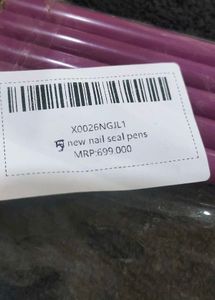 X0026NGJL1
new nail seal pens
MRP:699.000